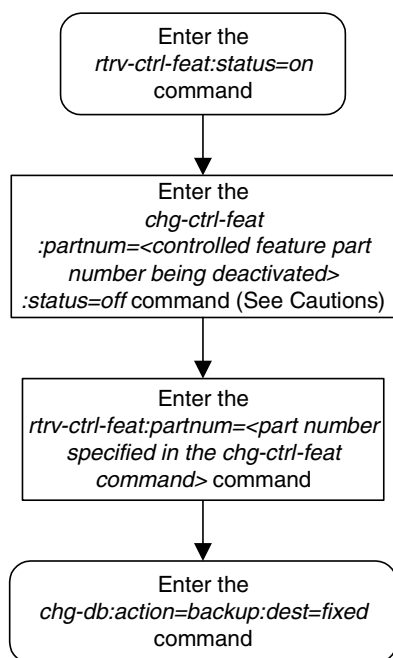 Enter the
rtrv-ctrl-feat:status=on
command
Enter the
chg-ctrl-feat
:partnum=<controlled feature part
number being deactivated>
:status=off command (See Cautions)
Enter the
rtrv-ctrl-feat:partnum=<part number
specified in the chg-ctrl-feat
command> command
Enter the
chg-db:action=backup:dest=fixed
command